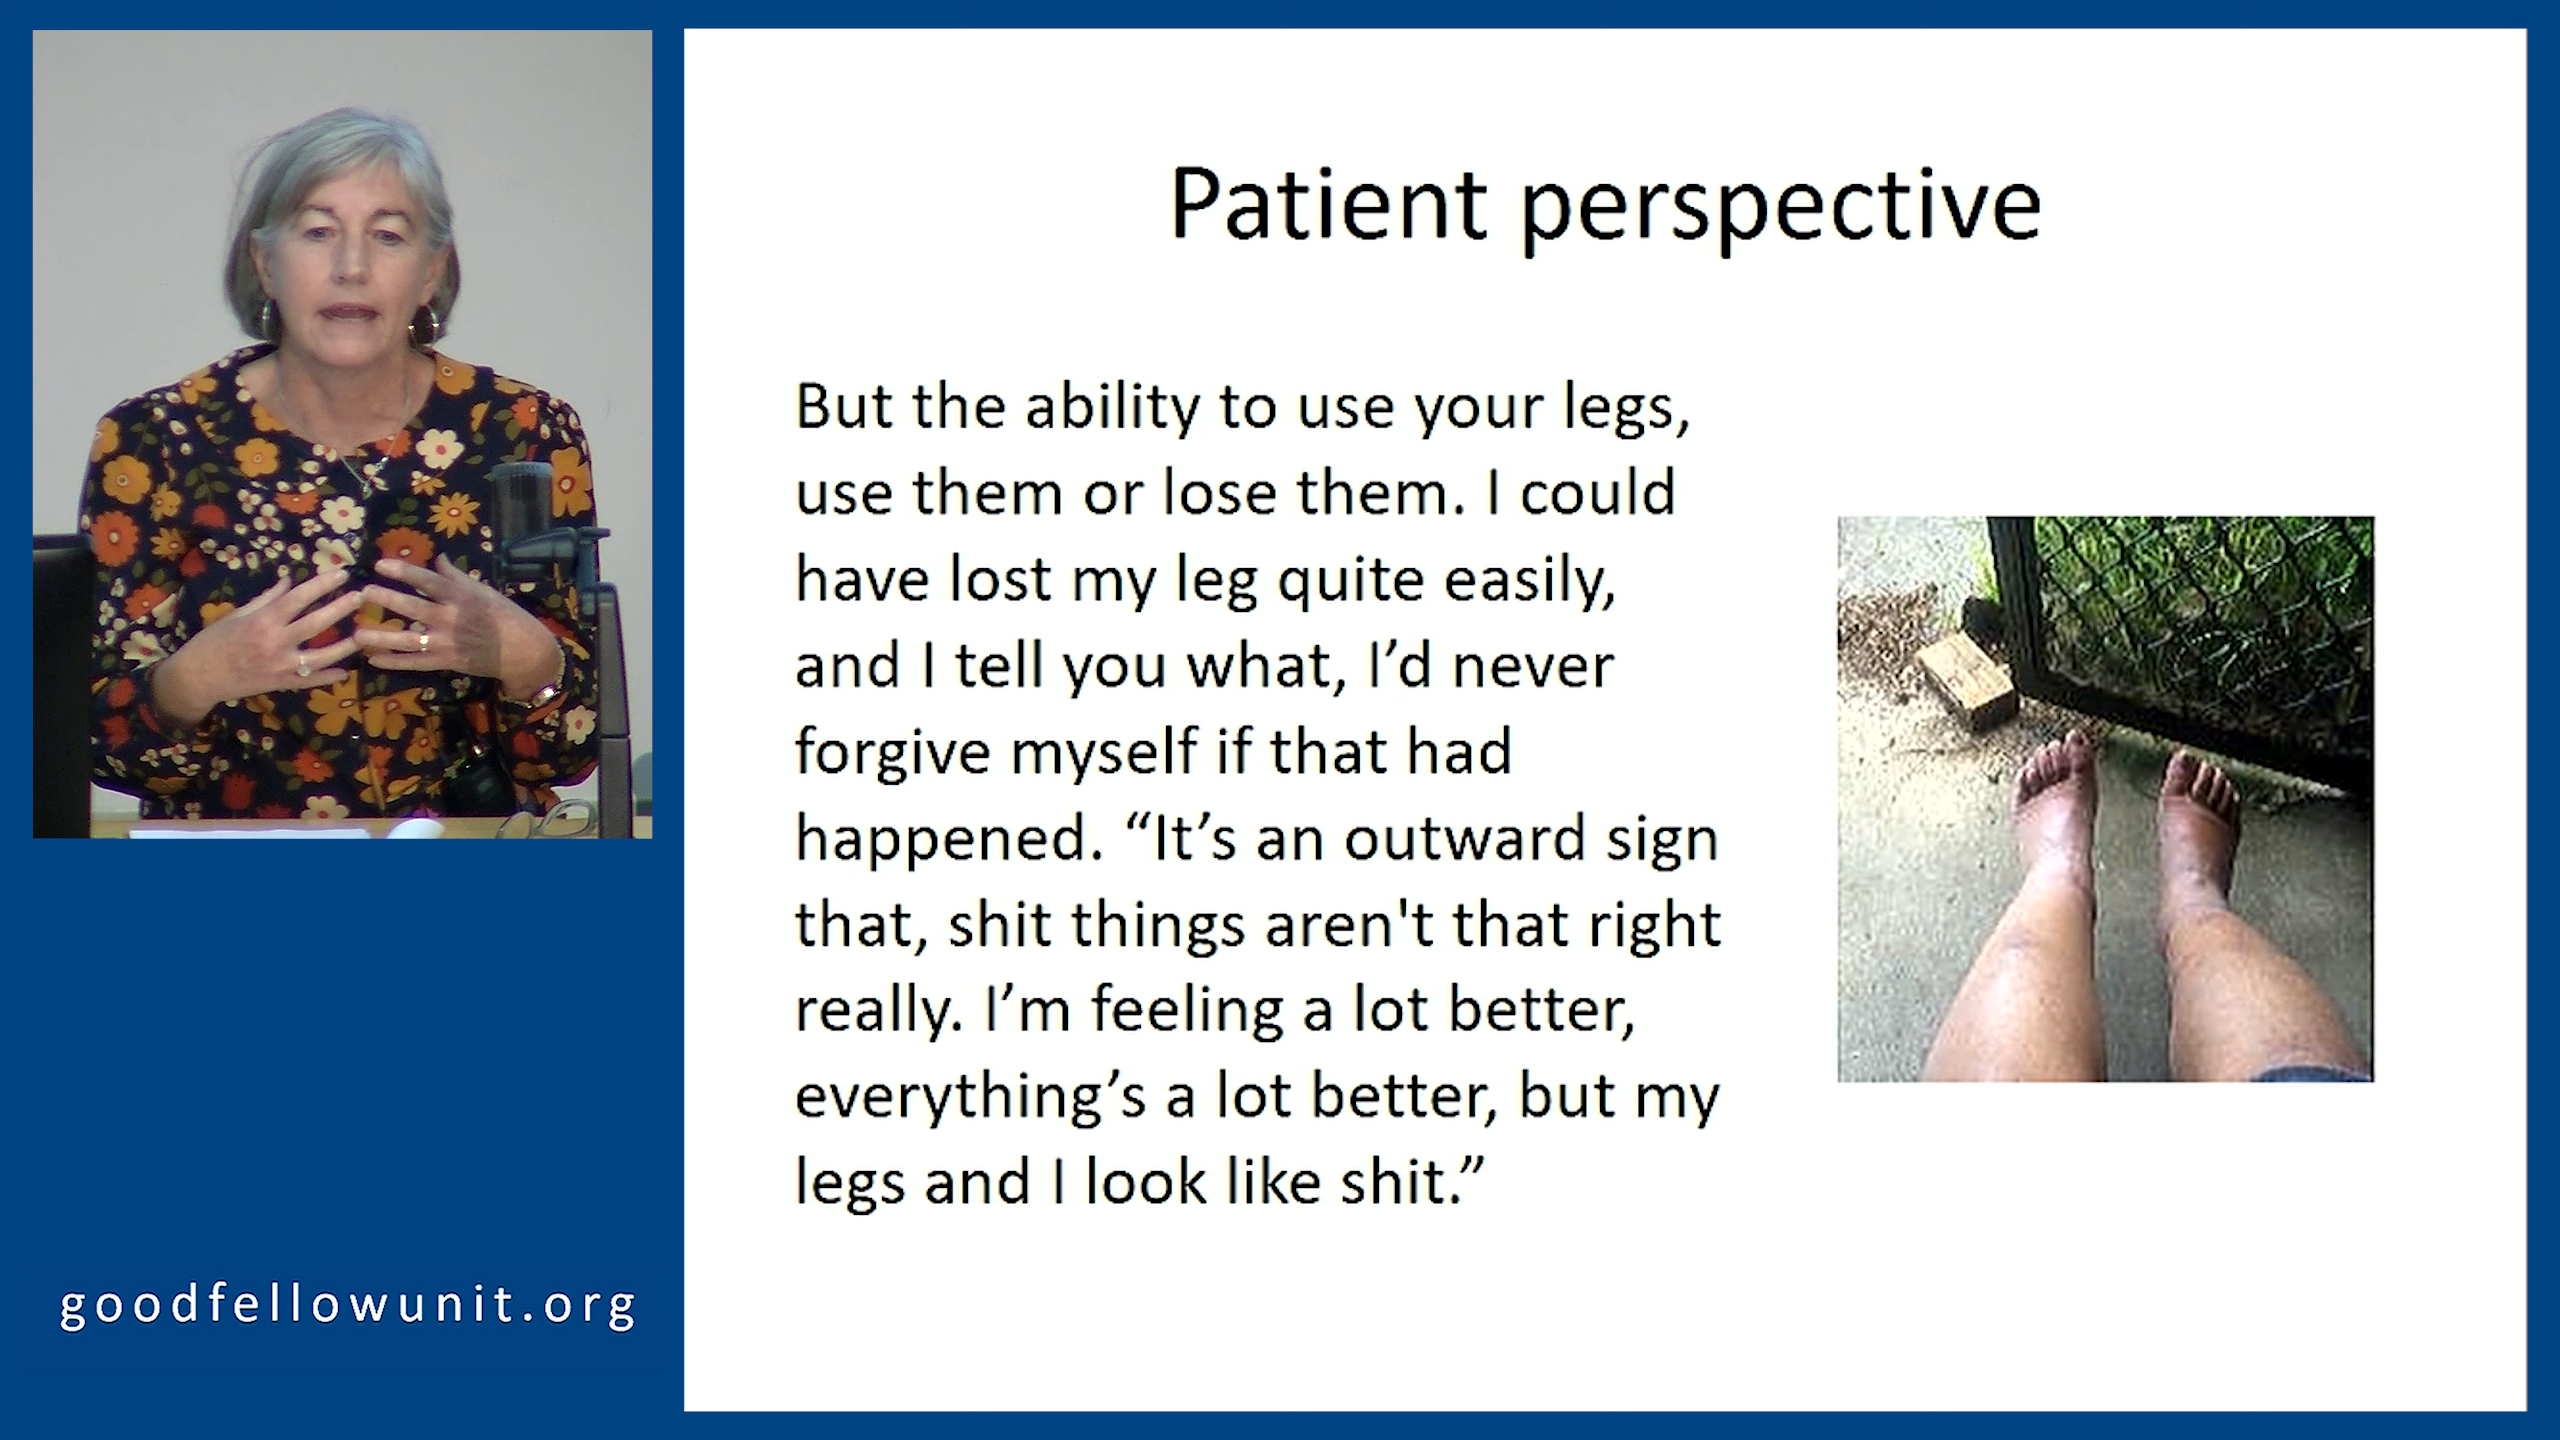 Patient perspective
But the ability to use your legs,
use them or lose them. I could
have lost my leg quite easily,
and I tell you what, I’d never
forgive myself if that had
happened. “It’s an outward sign
that, shit things aren't that right
really. I’m feeling a lot better,
everything’s a lot better, but my
legs and I look like shit.”
goodfellowunit.org